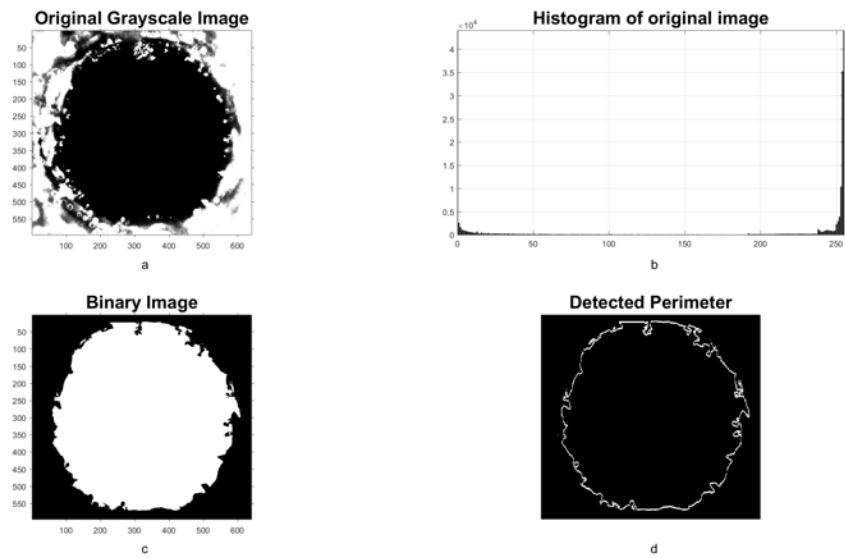 Original Grayscale Image
50
100
150
200
250
300
350
400
450
500
550
100 200 300 400 500 600
a
Histogram of original image
×10⁴
4
3.5
3
2.5
2
1.5
1
0.5
0
0 50 100 150 200 250
b
Binary Image
50
100
150
200
250
300
350
400
450
500
550
100 200 300 400 500 600
c
Detected Perimeter
d